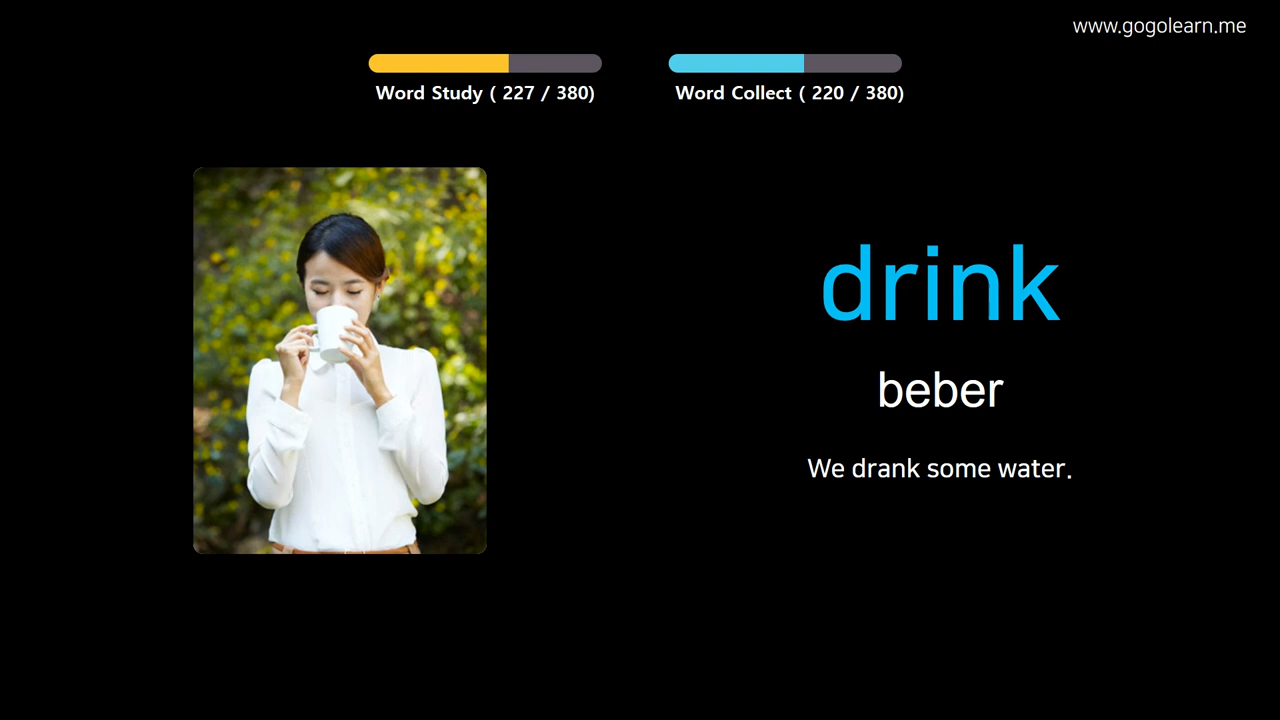 www.gogolearn.me
Word Study ( 227 / 380)
Word Collect ( 220 / 380)
drink
beber
We drank some water.